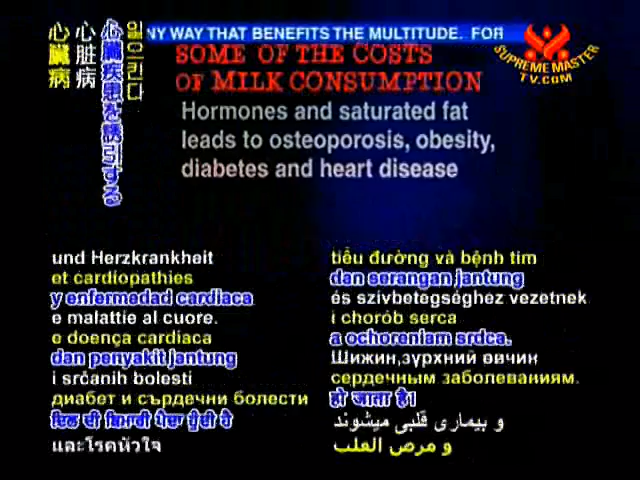 NY WAY THAT BENEFITS THE MULTITUDE. FOR
SUPREME MASTER
TV.COM
SOME OF THE COSTS
OF MILK CONSUMPTION
Hormones and saturated fat
leads to osteoporosis, obesity,
diabetes and heart disease
心臟病
心脏病
心臓疾患を誘引する
일으킨다
und Herzkrankheit
et cardiopathies
y enfermedad cardiaca
e malattie al cuore.
e doença cardiaca
dan penyakit jantung
i srčanih bolesti
диабет и сърдечни болести
ਦਿਲ ਦੀ ਬਿਮਾਰੀ ਪੈਦਾ ਹੁੰਦੀ ਹੈ
และโรคหัวใจ
tiểu đường và bệnh tim
dan serangan jantung
és szívbetegséghez vezetnek
i chorób serca
a ochoreniam srdca.
Шижин,зүрхний өвчин
сердечным заболеваниям.
हो जाता है।
و بیماری قلبی میشوند
و مرض القلب